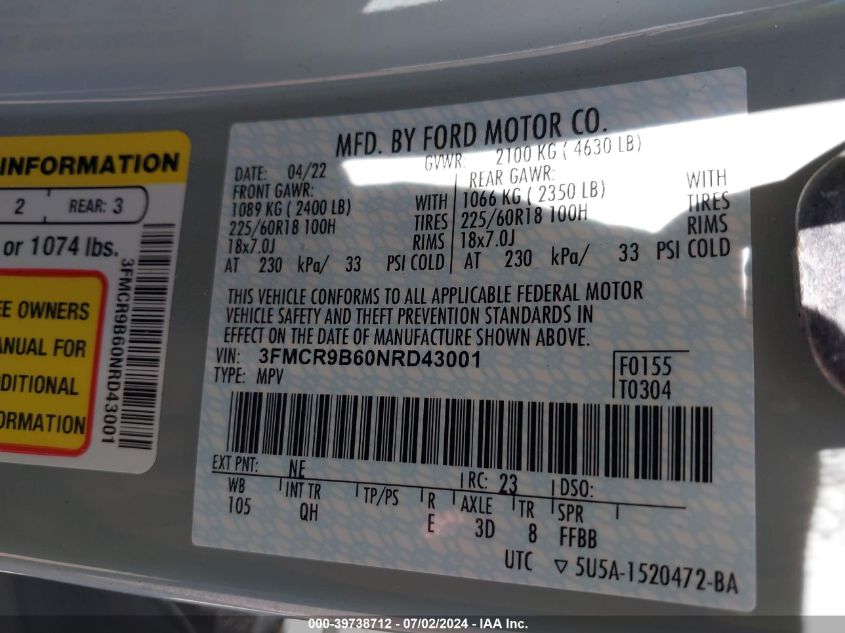 INFORMATION
2 REAR: 3
or 1074 lbs.
EE OWNERS
ANUAL FOR
DDITIONAL
ORMATION
3FMCR9B60NRD43001
MFD. BY FORD MOTOR CO.
DATE: 04/22 GVWR: 2100 KG ( 4630 LB)
FRONT GAWR: REAR GAWR:
1089 KG ( 2400 LB) WITH 1066 KG ( 2350 LB) WITH
225/60R18 100H TIRES 225/60R18 100H TIRES
18x7.0J RIMS 18x7.0J RIMS
AT 230 kPa/ 33 PSI COLD AT 230 kPa/ 33 PSI COLD
THIS VEHICLE CONFORMS TO ALL APPLICABLE FEDERAL MOTOR
VEHICLE SAFETY AND THEFT PREVENTION STANDARDS IN
EFFECT ON THE DATE OF MANUFACTURE SHOWN ABOVE.
VIN: 3FMCR9B60NRD43001 F0155
TYPE: MPV T0304
EXT PNT: NE RC: 23 DSO:
WB INT TR TP/PS R AXLE TR SPR
105 QH E 3D 8 FFBB
UTC ▽ 5U5A-1520472-BA
000-39738712 - 07/02/2024 - www.iaai.com